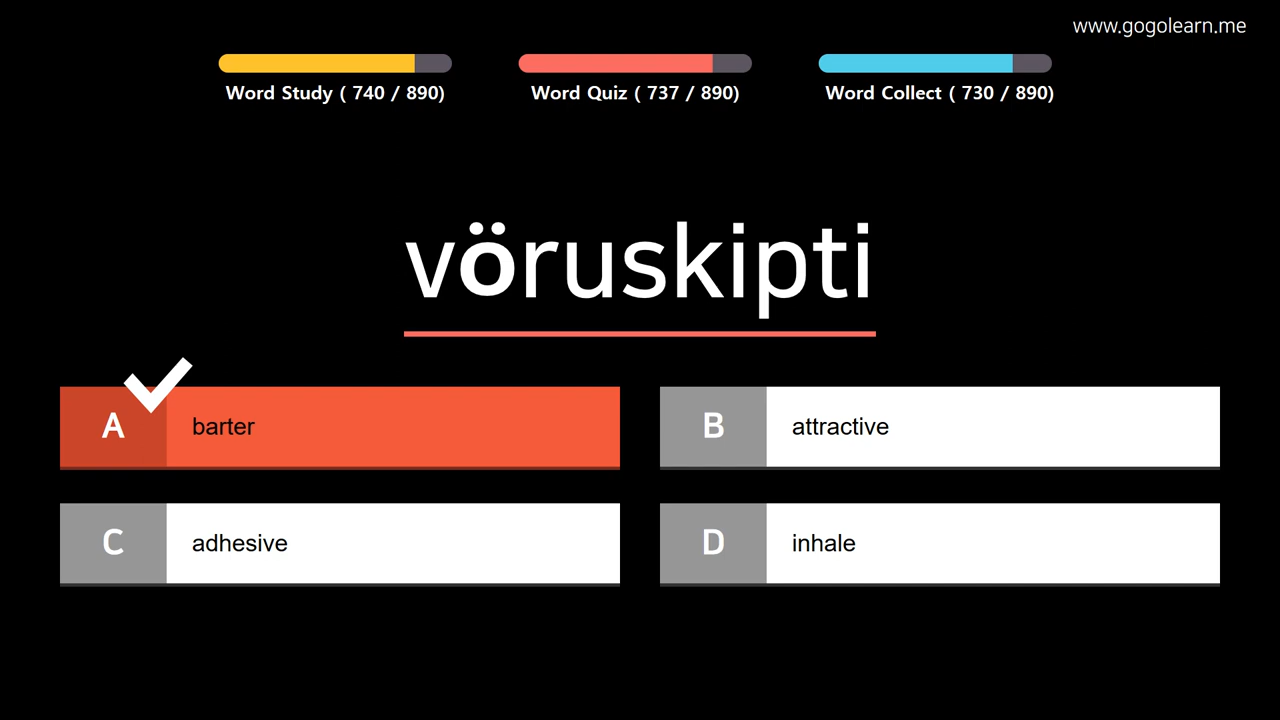 www.gogolearn.me
Word Study ( 740 / 890)
Word Quiz ( 737 / 890)
Word Collect ( 730 / 890)
vöruskipti
A barter
B attractive
C adhesive
D inhale